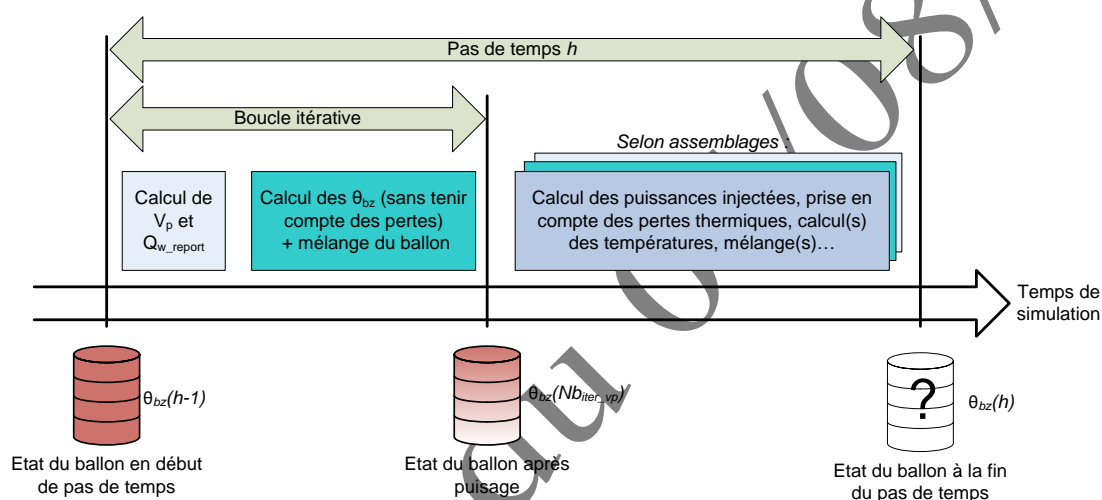 Pas de temps h
Boucle itérative
Selon assemblages :
Calcul de
Vp et
Qw_report
Calcul des θbz (sans tenir
compte des pertes)
+ mélange du ballon
Calcul des puissances injectées, prise en
compte des pertes thermiques, calcul(s)
des températures, mélange(s)…
Temps de
simulation
θbz(h-1)
θbz(Nbiter_vp)
?
θbz(h)
Etat du ballon en début
de pas de temps
Etat du ballon après
puisage
Etat du ballon à la fin
du pas de temps
du